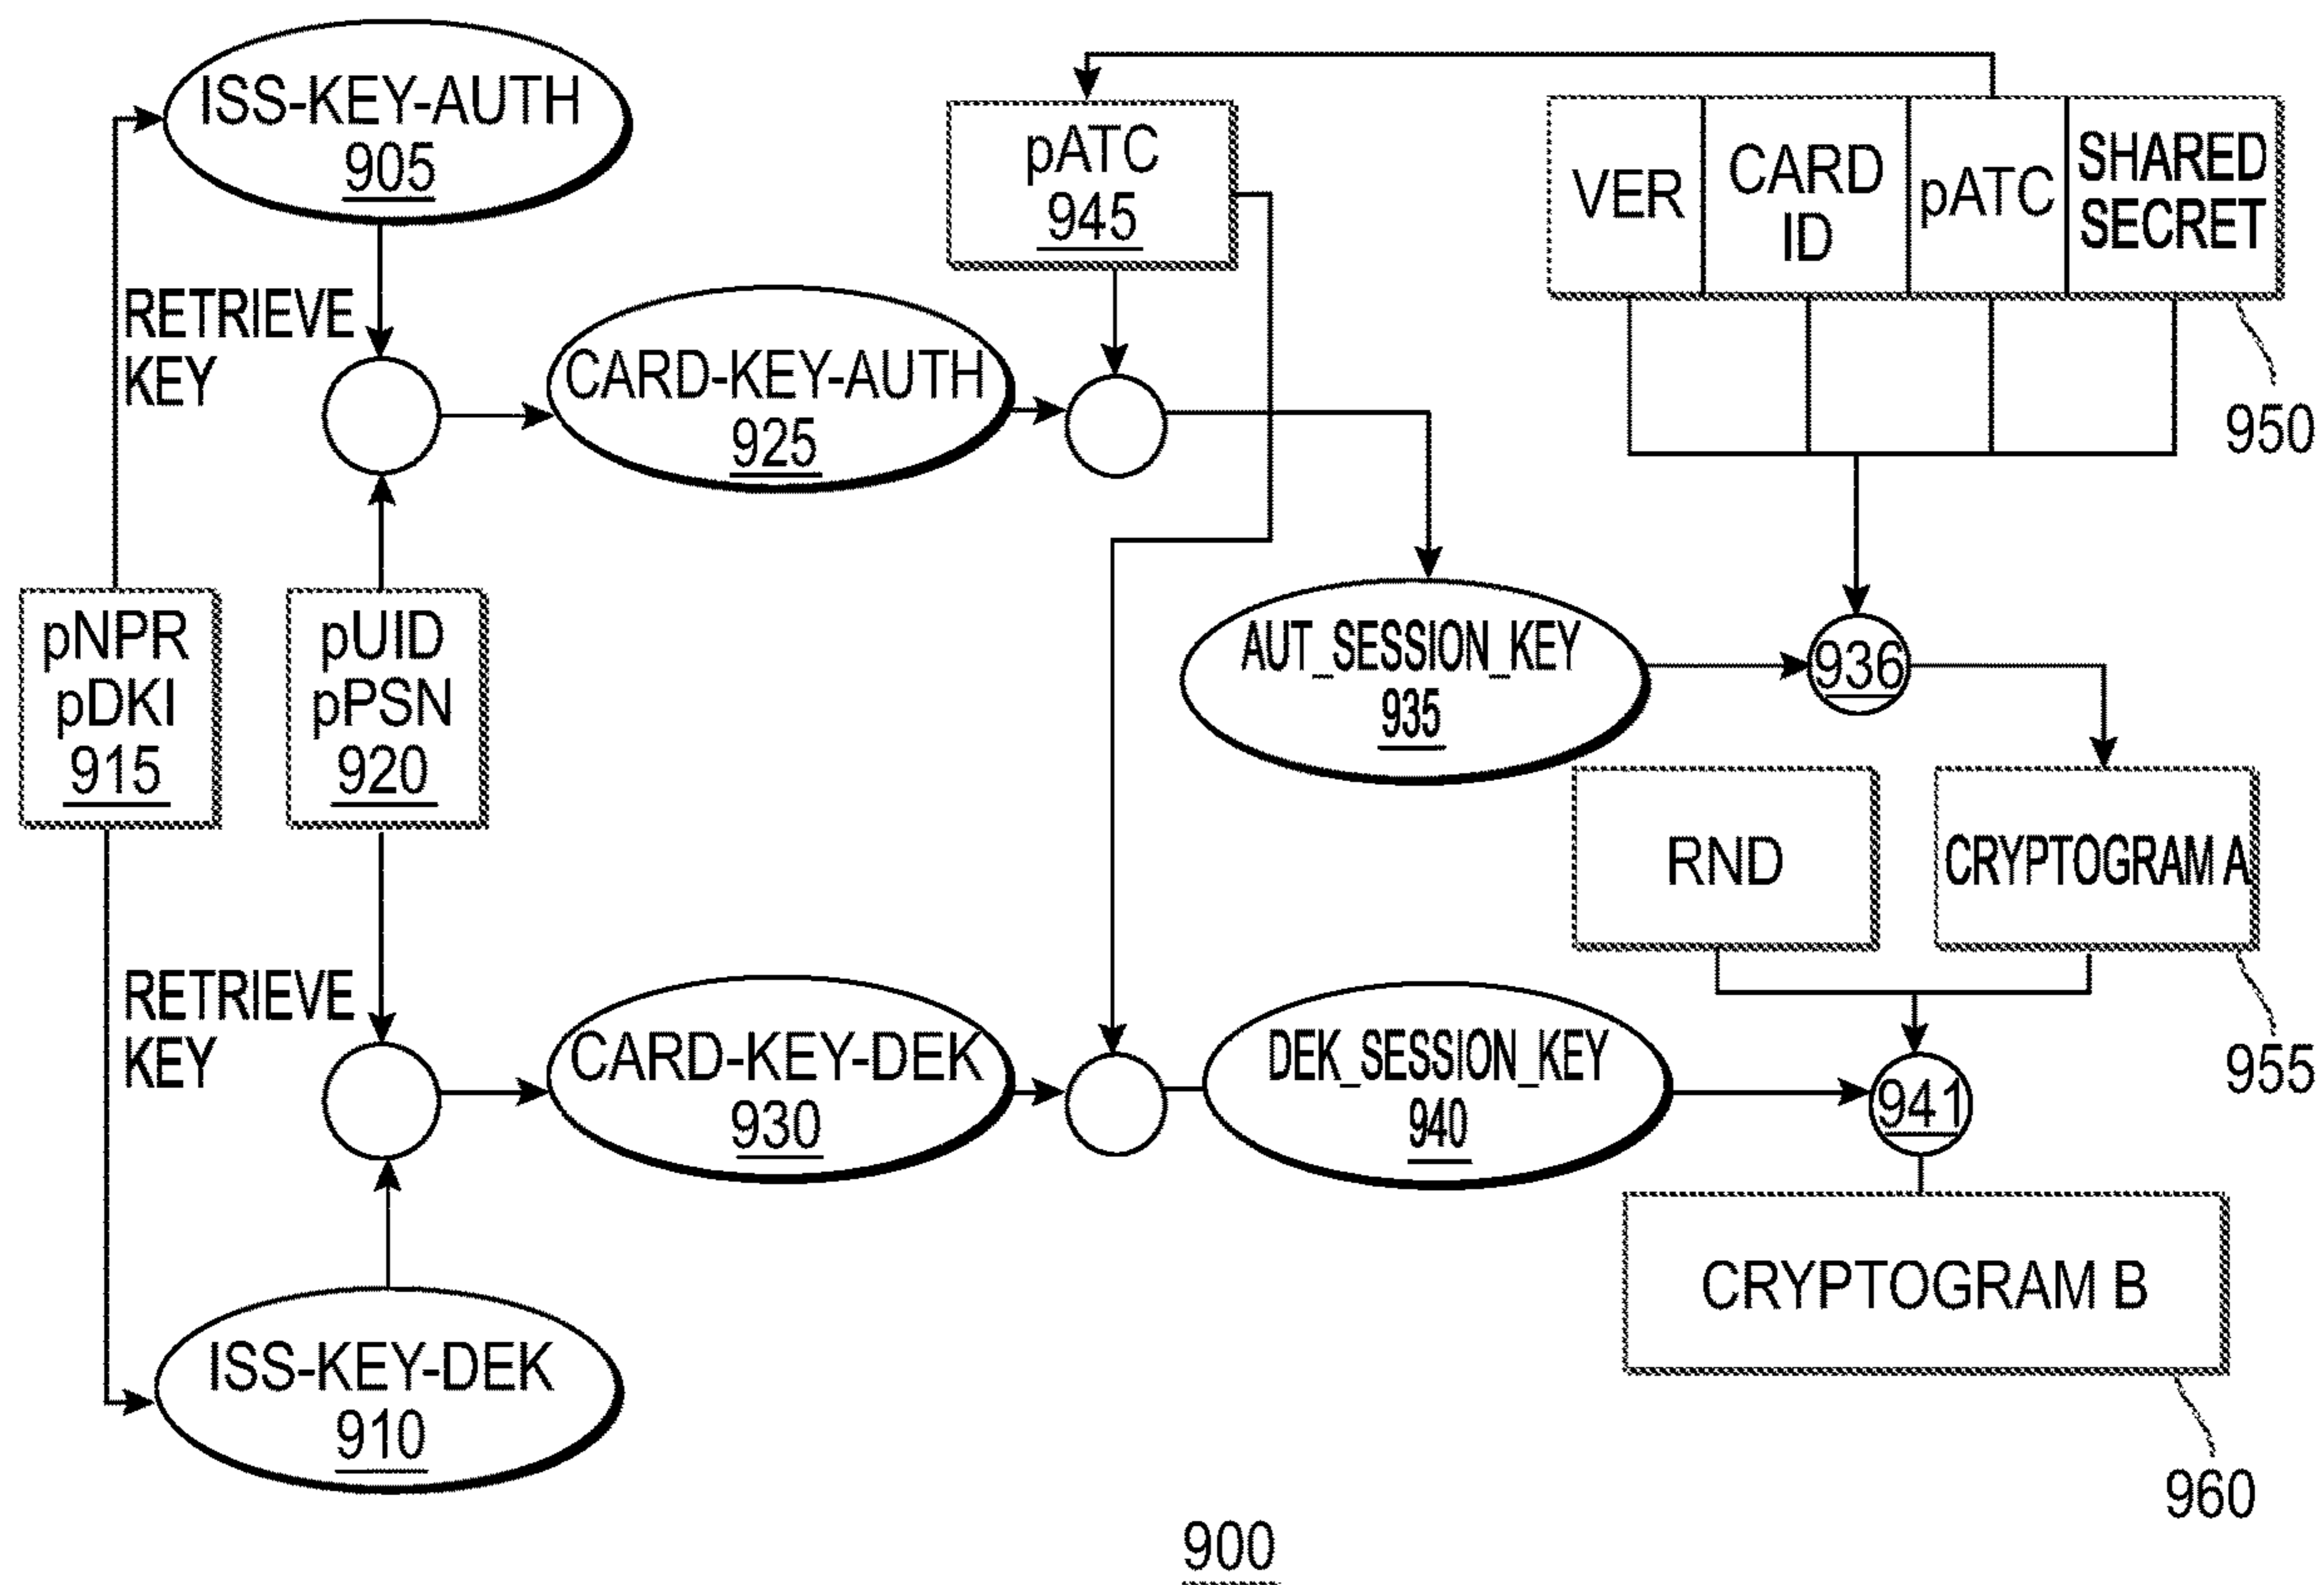 ISS-KEY-AUTH
905
RETRIEVE
KEY
pNPR
pDKI
915
pUID
pPSN
920
RETRIEVE
KEY
ISS-KEY-DEK
910
CARD-KEY-AUTH
925
CARD-KEY-DEK
930
pATC
945
AUT_SESSION_KEY
935
DEK_SESSION_KEY
940
VER
CARD
ID
pATC
SHARED
SECRET
950
936
RND
CRYPTOGRAM A
955
941
CRYPTOGRAM B
960
900